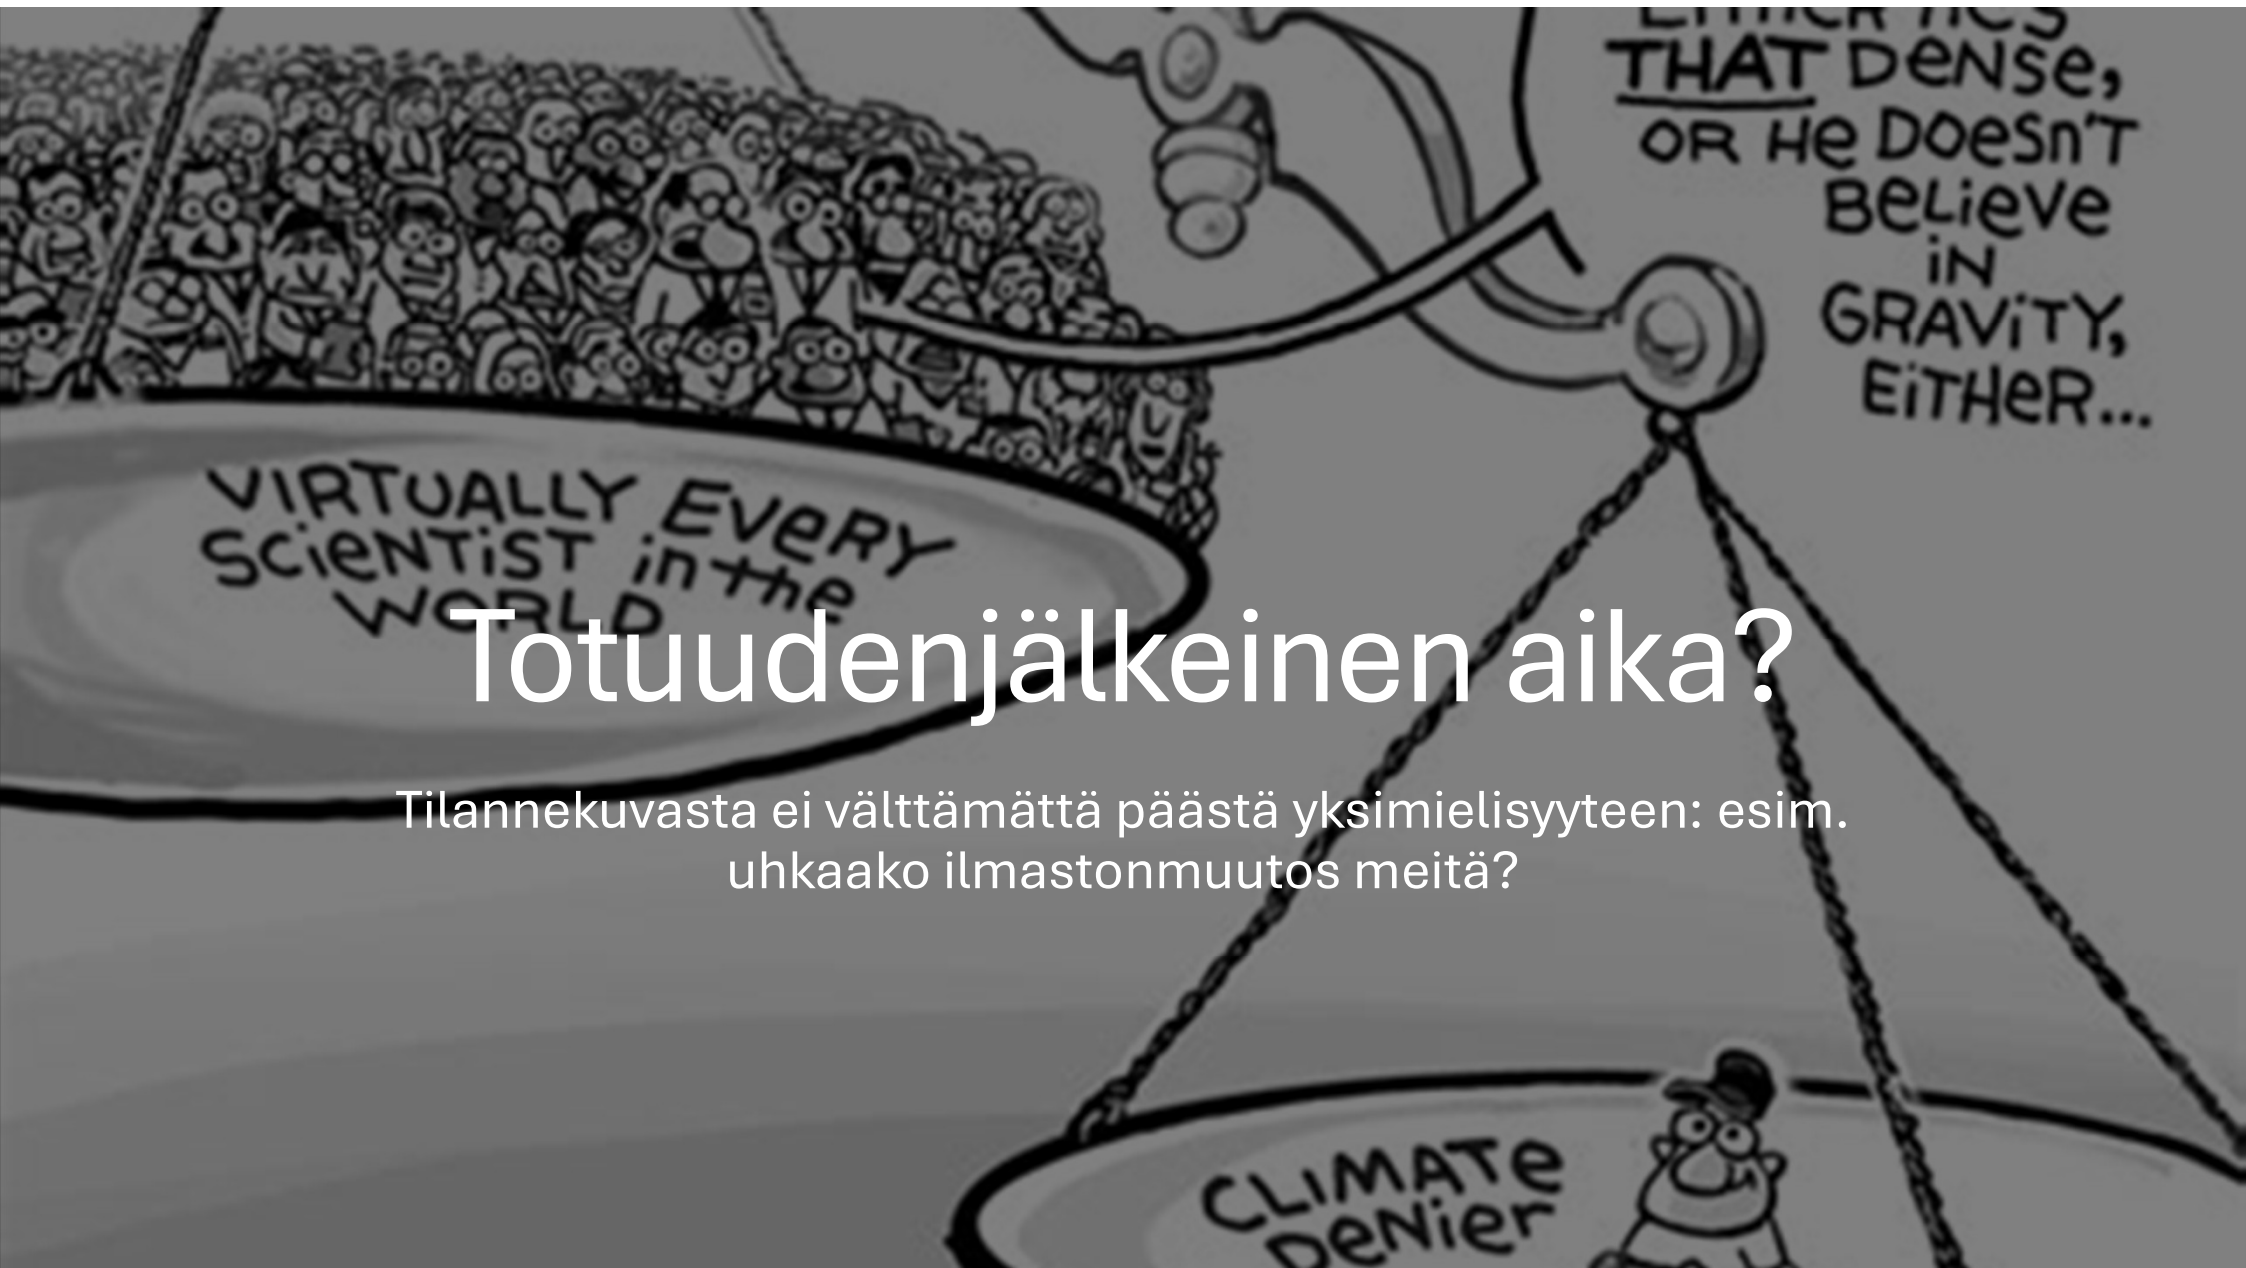 THAT DENSE,
OR HE DOESN'T
BELIEVE
IN
GRAVITY,
EITHER...
VIRTUALLY EVERY
SCIENTIST in the
WORLD
Totuudenjälkeinen aika?
Tilannekuvasta ei välttämättä päästä yksimielisyyteen: esim.
uhkaako ilmastonmuutos meitä?
CLIMATE
DENIER